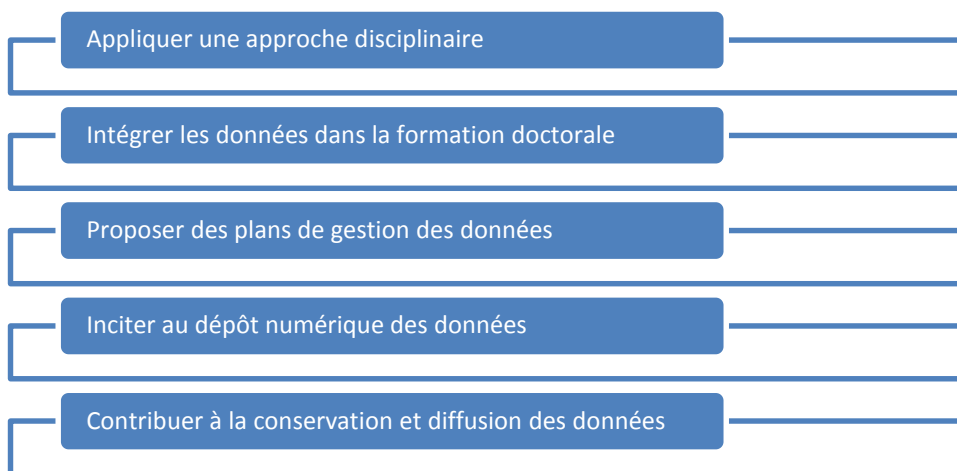 Appliquer une approche disciplinaire
Intégrer les données dans la formation doctorale
Proposer des plans de gestion des données
Inciter au dépôt numérique des données
Contribuer à la conservation et diffusion des données